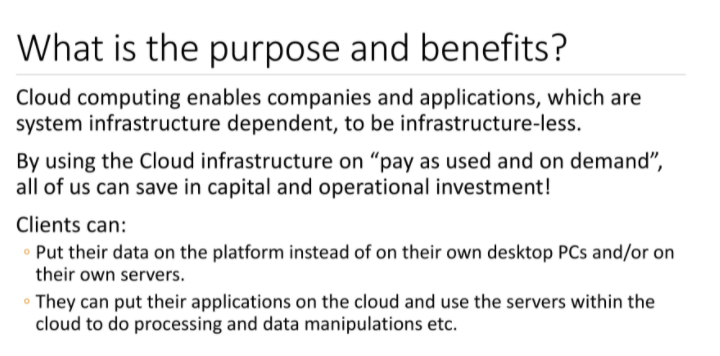 What is the purpose and benefits?
Cloud computing enables companies and applications, which are
system infrastructure dependent, to be infrastructure-less.
By using the Cloud infrastructure on “pay as used and on demand”,
all of us can save in capital and operational investment!
Clients can:
◦ Put their data on the platform instead of on their own desktop PCs and/or on
their own servers.
◦ They can put their applications on the cloud and use the servers within the
cloud to do processing and data manipulations etc.